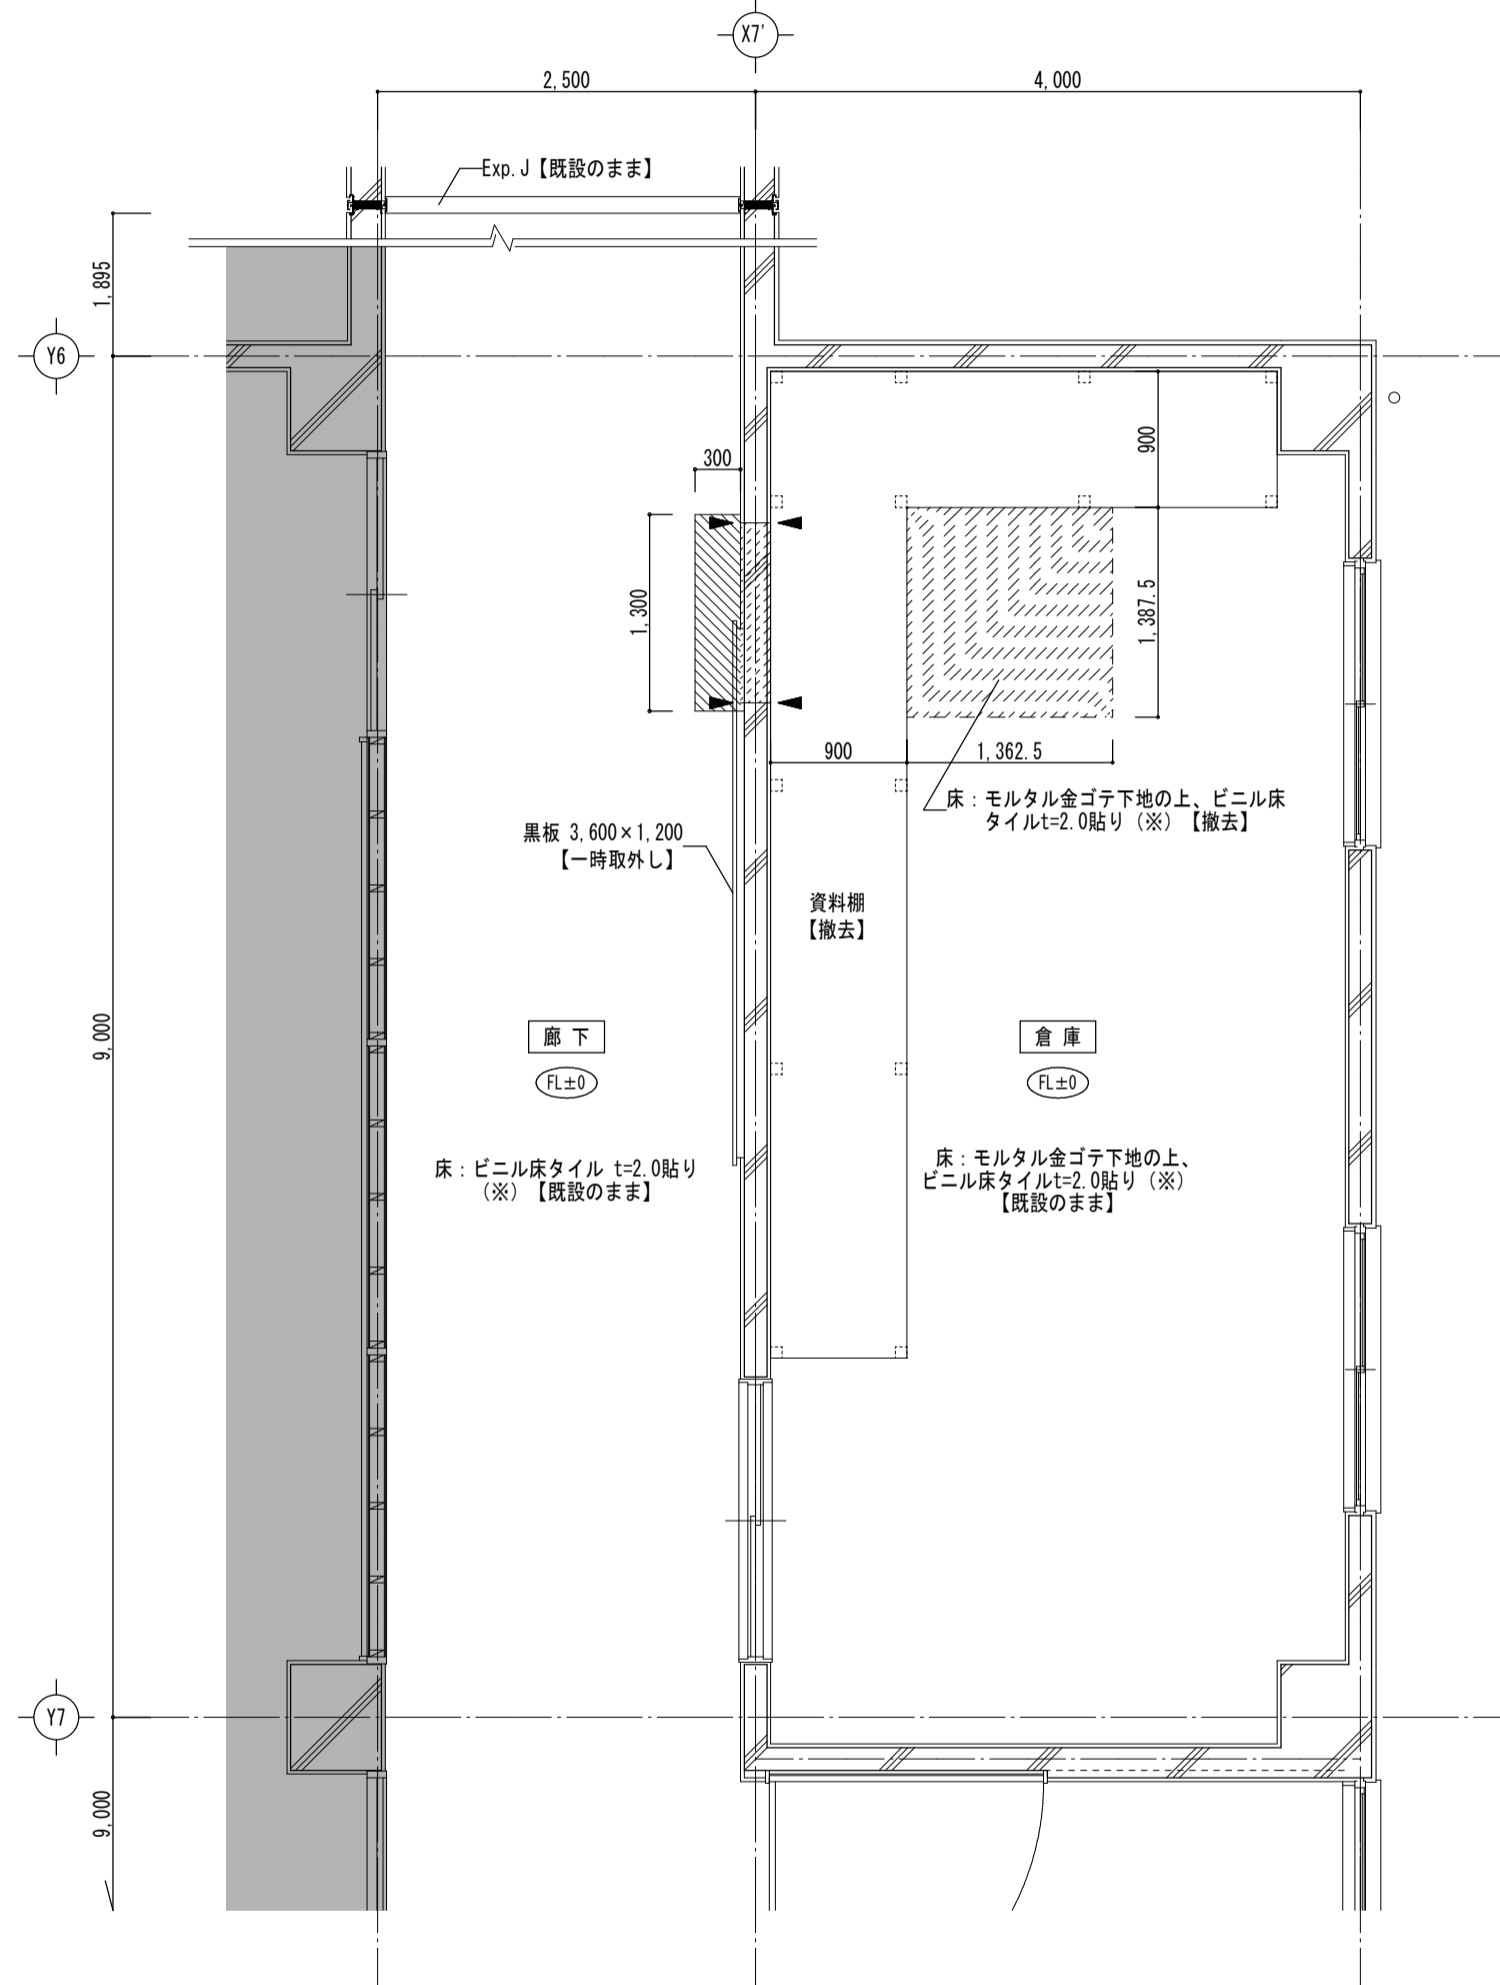 X7'
2,500
4,000
Exp.J【既設のまま】
1,895
Y6
900
300
1,300
1,387.5
900
1,362.5
床：モルタル金ゴテ下地の上、ビニル床
タイルt=2.0貼り（※）【撤去】
黒板 3,600×1,200
【一時取外し】
資料棚
【撤去】
9,000
廊 下
倉 庫
FL±0
FL±0
床：ビニル床タイル t=2.0貼り
（※）【既設のまま】
床：モルタル金ゴテ下地の上、
ビニル床タイルt=2.0貼り（※）
【既設のまま】
Y7
9,000